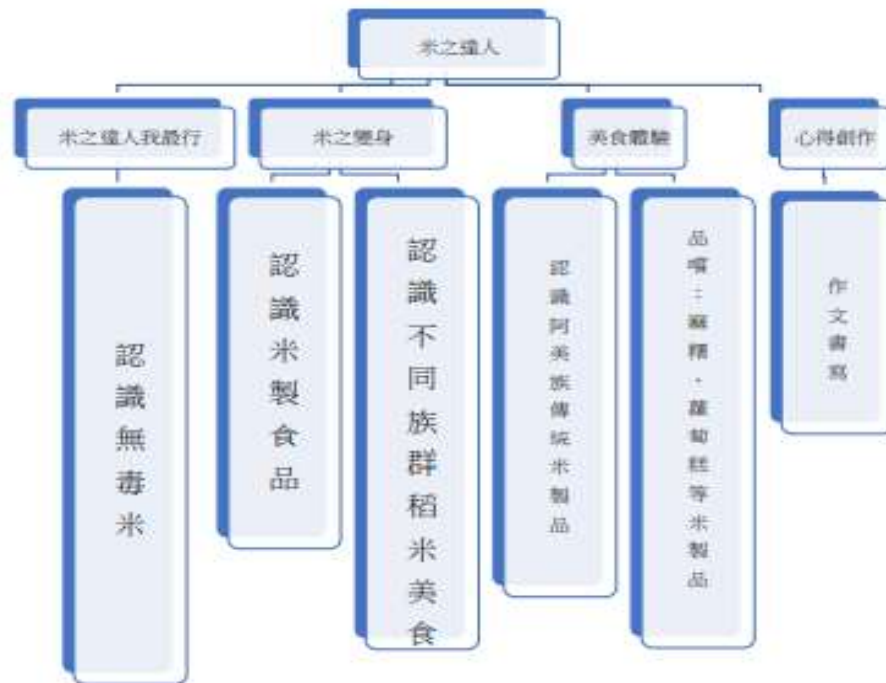 米之達人
米之達人我最行
米之變身
美食體驗
心得創作
認識無毒米
認識米製食品
認識不同族群稻米美食
認識阿美族傳統米製品
品嚐：麻糬、蘿蔔糕等米製品
作文書寫